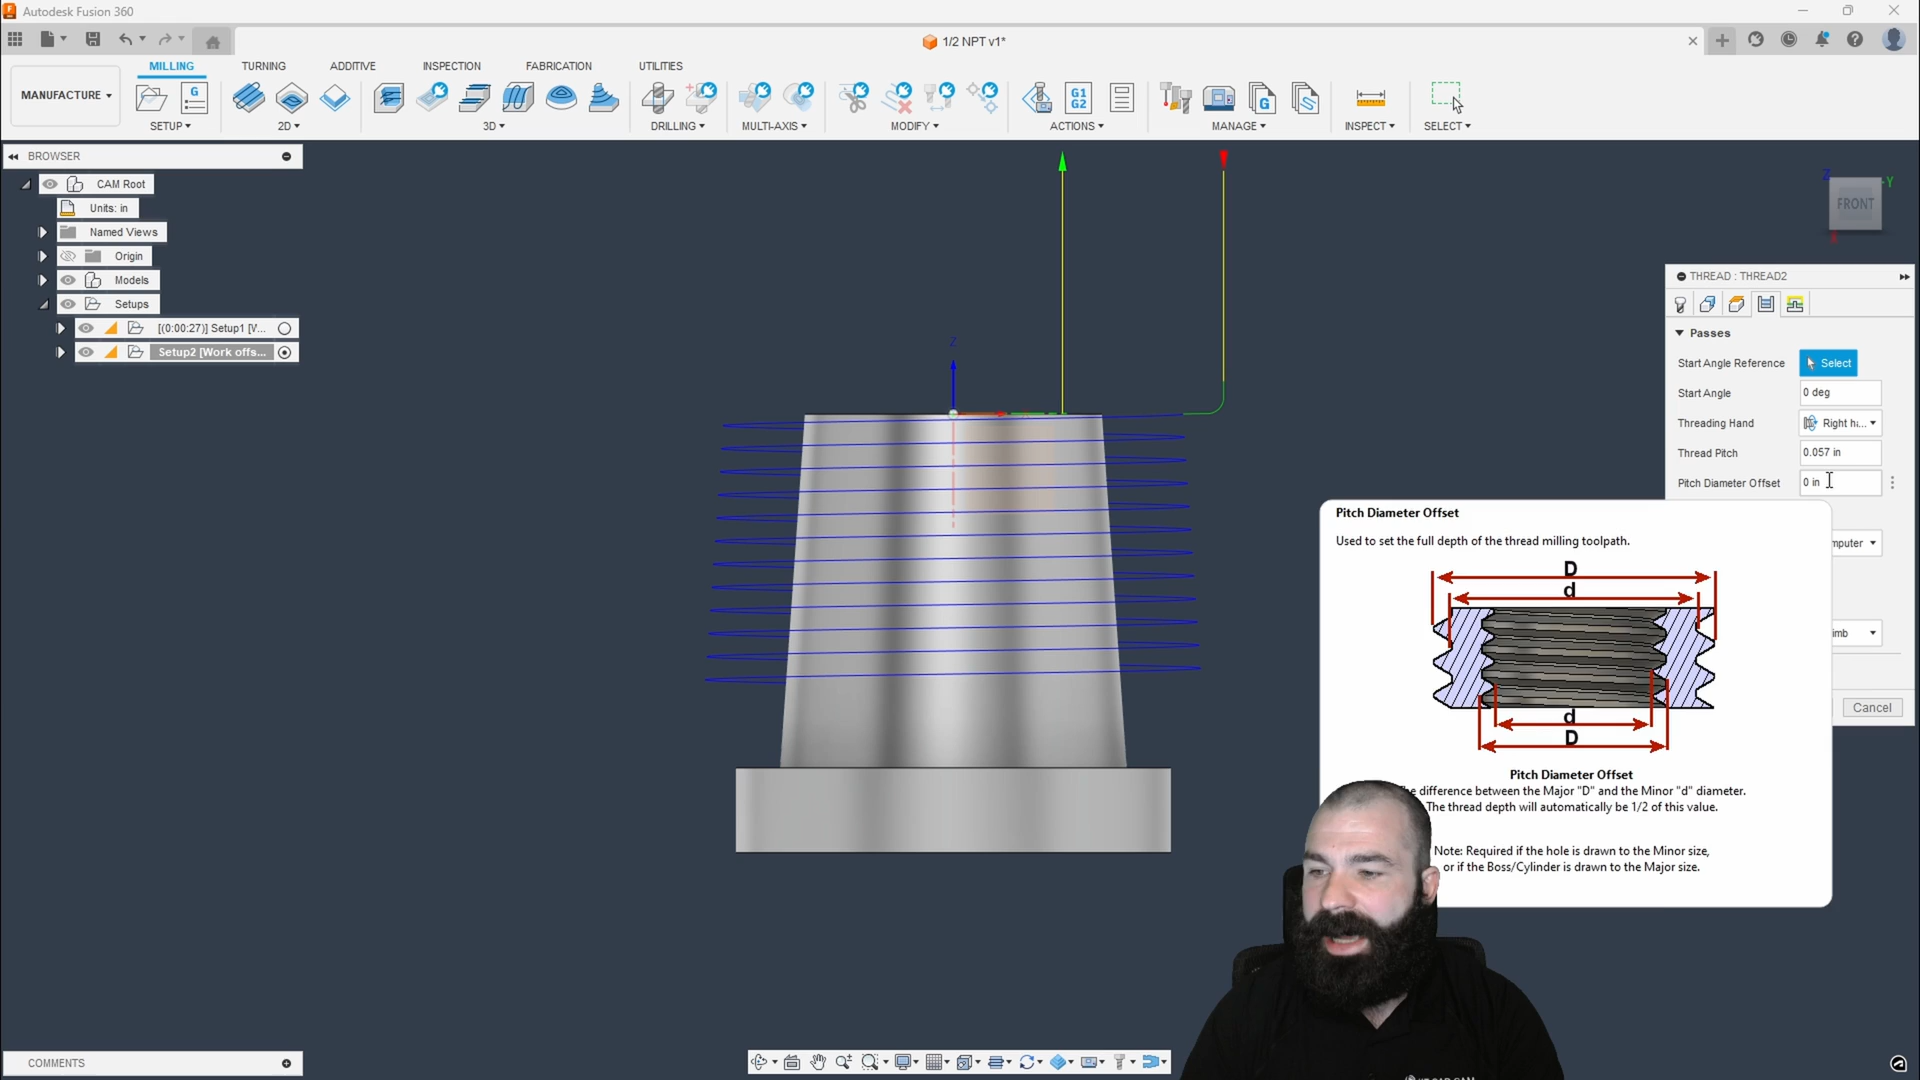 Autodesk Fusion 360
1/2 NPT v1*
MILLING
TURNING
ADDITIVE
INSPECTION
FABRICATION
UTILITIES
MANUFACTURE
SETUP
2D
3D
DRILLING
MULTI-AXIS
MODIFY
ACTIONS
MANAGE
INSPECT
SELECT
G
G1
G2
G
BROWSER
CAM Root
Units: in
Named Views
Origin
Models
Setups
[(0:00:27)] Setup1 [V...
Setup2 [Work offs...
Z
Z
-Y
FRONT
THREAD : THREAD2
Passes
Start Angle Reference
Select
Start Angle
0 deg
Threading Hand
Right h...
Thread Pitch
0.057 in
Pitch Diameter Offset
0 in
mputer
imb
Cancel
Pitch Diameter Offset
Used to set the full depth of the thread milling toolpath.
D
d
d
D
Pitch Diameter Offset
he difference between the Major "D" and the Minor "d" diameter.
The thread depth will automatically be 1/2 of this value.
Note: Required if the hole is drawn to the Minor size,
or if the Boss/Cylinder is drawn to the Major size.
COMMENTS